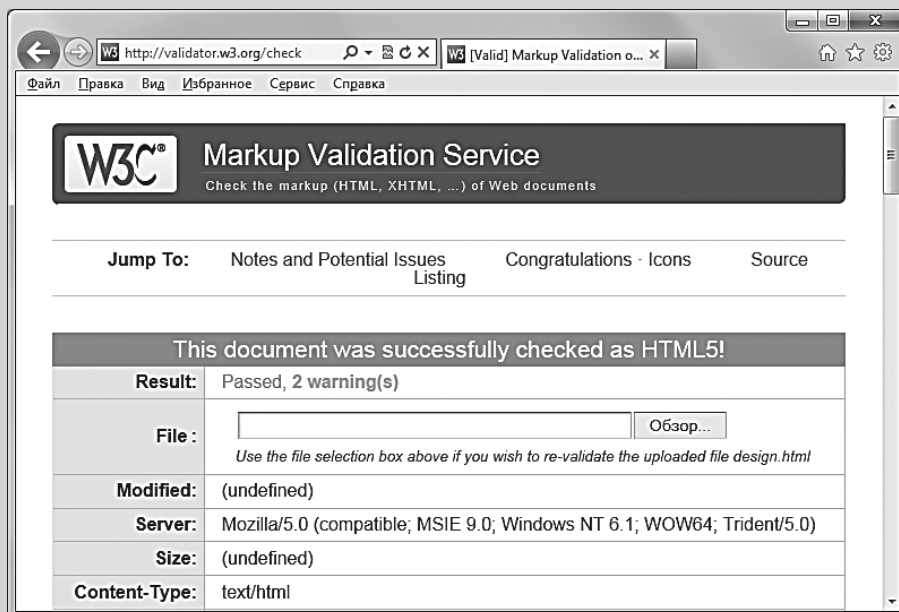 http://validator.w3.org/check
W3 [Valid] Markup Validation o...
Файл Правка Вид Избранное Сервис Справка
W3C® Markup Validation Service
Check the markup (HTML, XHTML, ...) of Web documents
Jump To: Notes and Potential Issues Congratulations · Icons Source
Listing
This document was successfully checked as HTML5!
Result: Passed, 2 warning(s)
File : Обзор...
Use the file selection box above if you wish to re-validate the uploaded file design.html
Modified: (undefined)
Server: Mozilla/5.0 (compatible; MSIE 9.0; Windows NT 6.1; WOW64; Trident/5.0)
Size: (undefined)
Content-Type: text/html